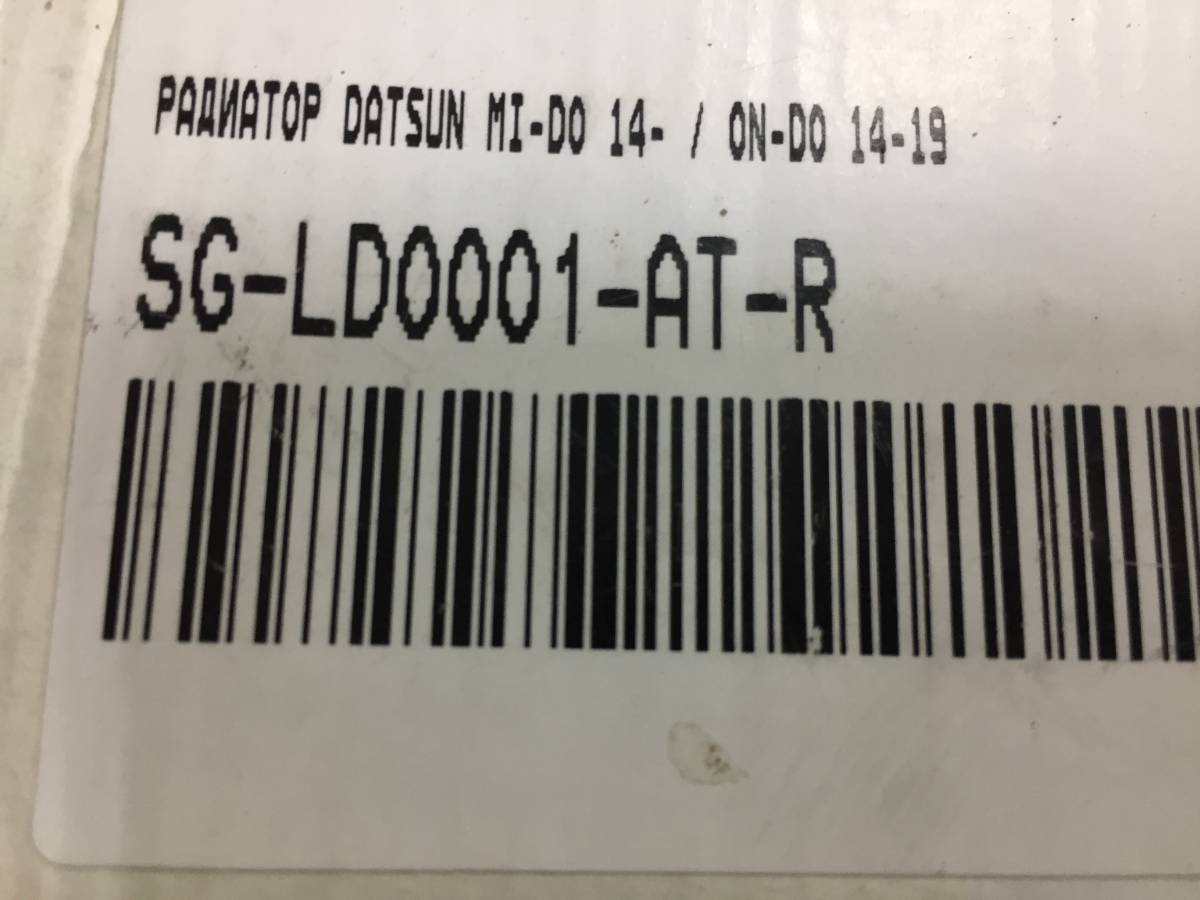 РАДИАТОР DATSUN MI-DO 14- / ON-DO 14-19
SG-LD0001-AT-R